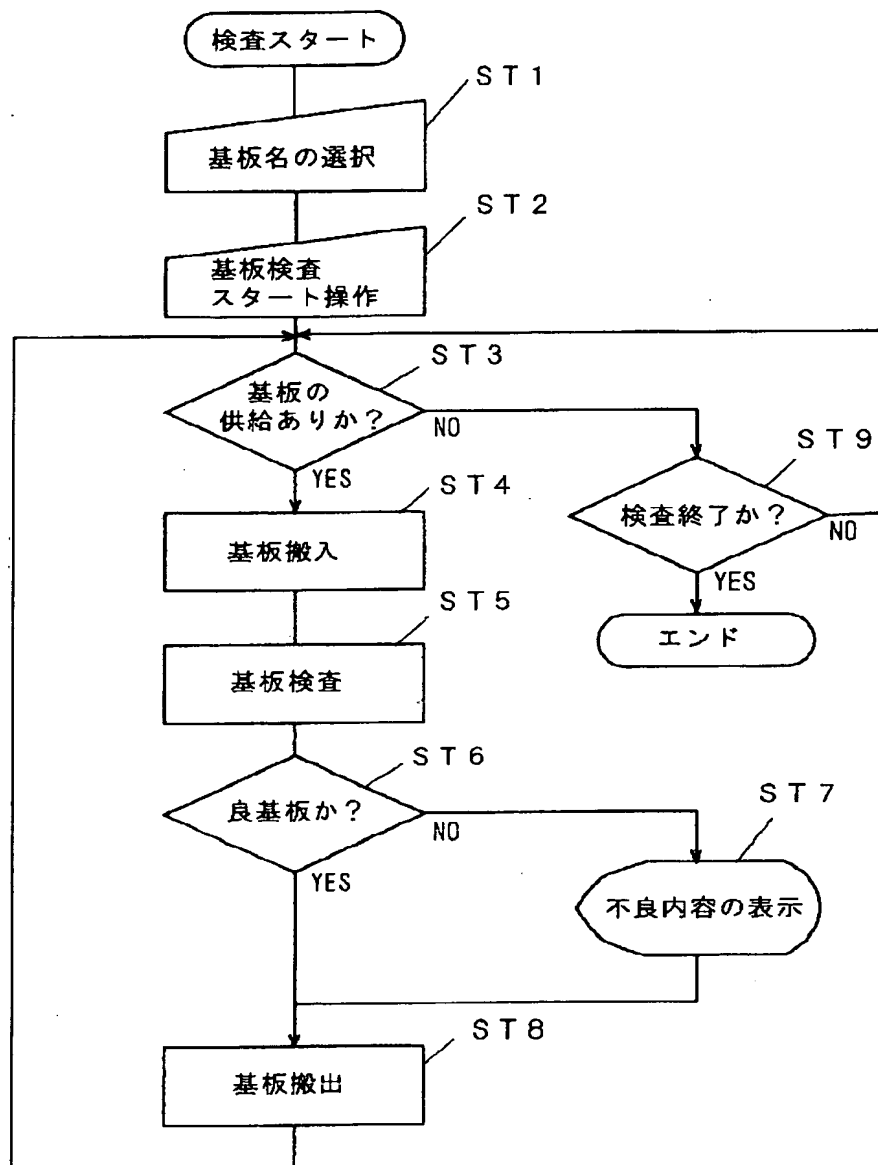 検査スタート
ST1
基板名の選択
ST2
基板検査
スタート操作
ST3
基板の
供給ありか?
NO
YES
ST9
検査終了か?
NO
YES
エンド
ST4
基板搬入
ST5
基板検査
ST6
良基板か?
NO
YES
ST7
不良内容の表示
ST8
基板搬出